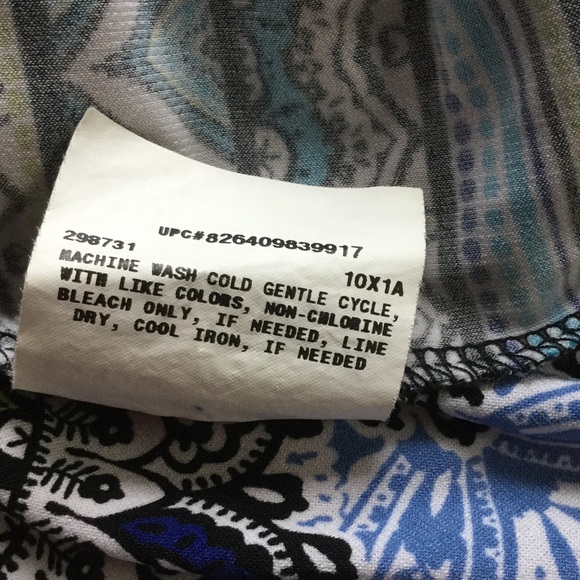 UPC#826409839917
298731 10X1A
MACHINE WASH COLD GENTLE CYCLE,
WITH LIKE COLORS, NON-CHLORINE
BLEACH ONLY, IF NEEDED, LINE
DRY, COOL IRON, IF NEEDED